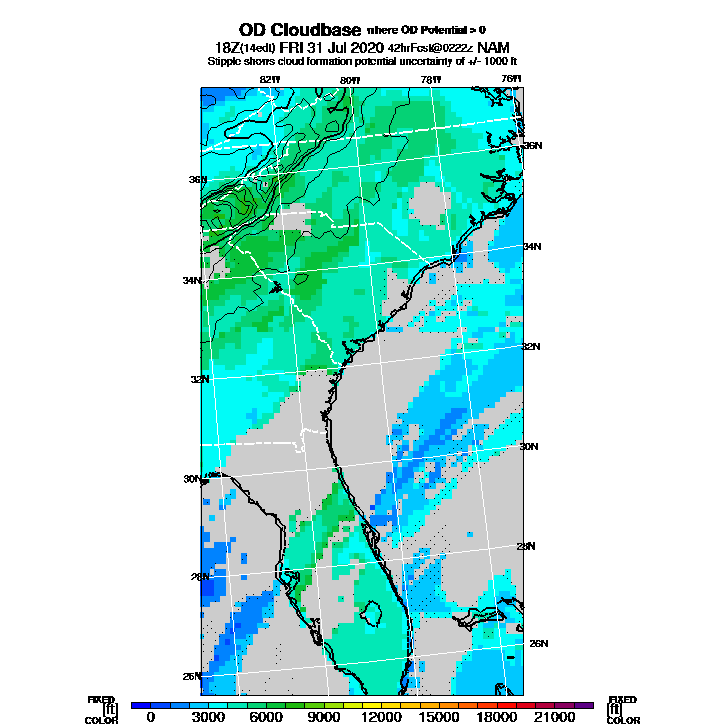 OD Cloudbase where OD Potential > 0
18Z(14edt) FRI 31 Jul 2020 42hrFcst@0222z NAM
Stipple shows cloud formation potential uncertainty of +/- 1000 ft
82W 80W 78W 76W
36N 36N
34N 34N
32N 32N
30N 30N
28N 28N
26N 26N
FIXED FIXED
[ft] [ft]
COLOR COLOR
0 3000 6000 9000 12000 15000 18000 21000